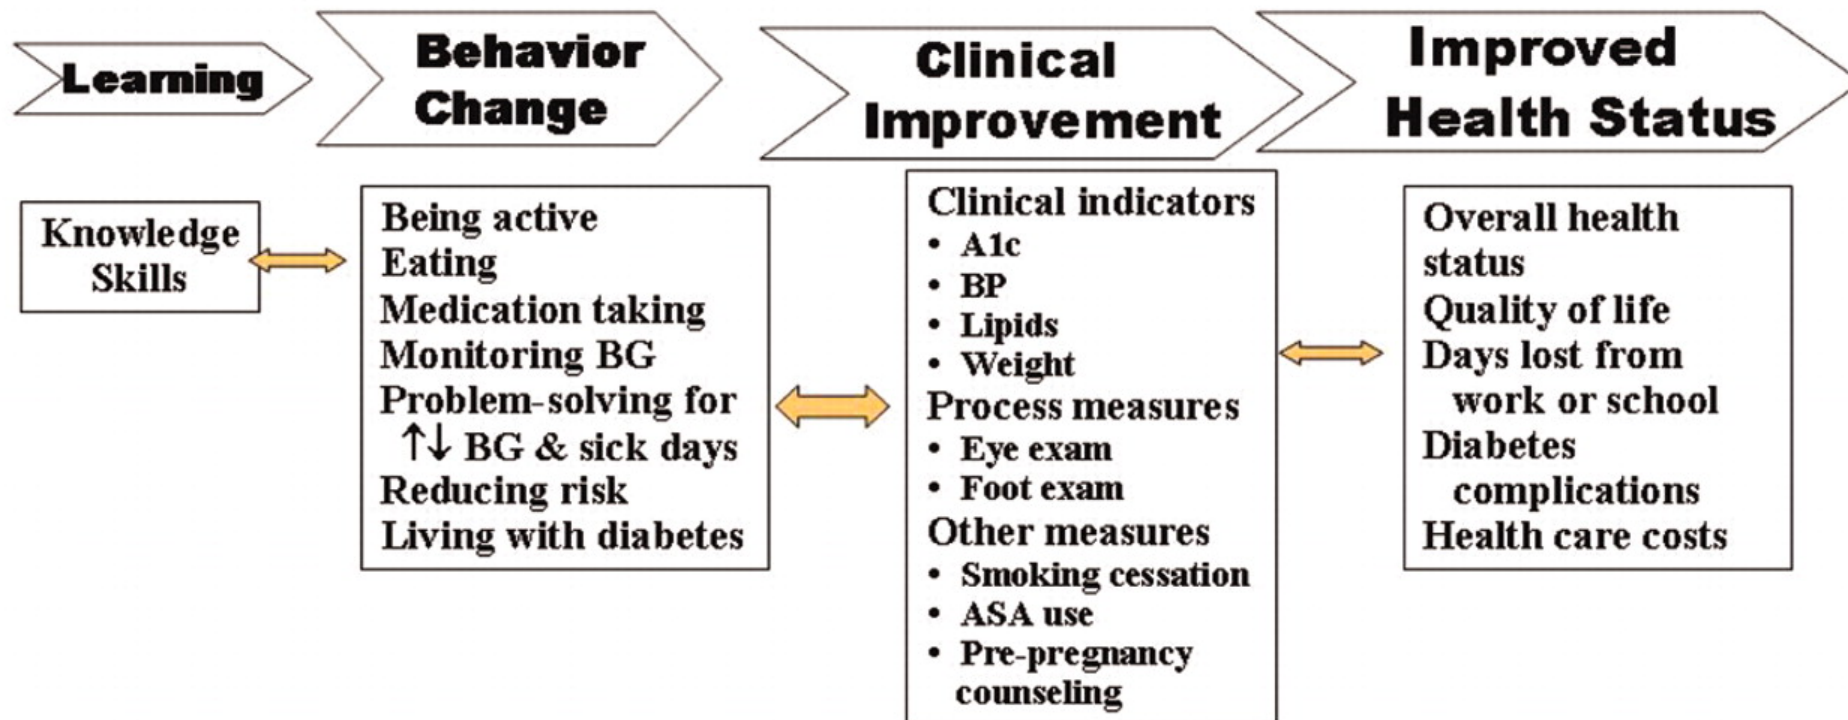 Learning
Behavior
Change
Clinical
Improvement
Improved
Health Status
Knowledge
Skills
Being active
Eating
Medication taking
Monitoring BG
Problem-solving for
↑↓ BG & sick days
Reducing risk
Living with diabetes
Clinical indicators
• A1c
• BP
• Lipids
• Weight
Process measures
• Eye exam
• Foot exam
Other measures
• Smoking cessation
• ASA use
• Pre-pregnancy
counseling
Overall health
status
Quality of life
Days lost from
work or school
Diabetes
complications
Health care costs